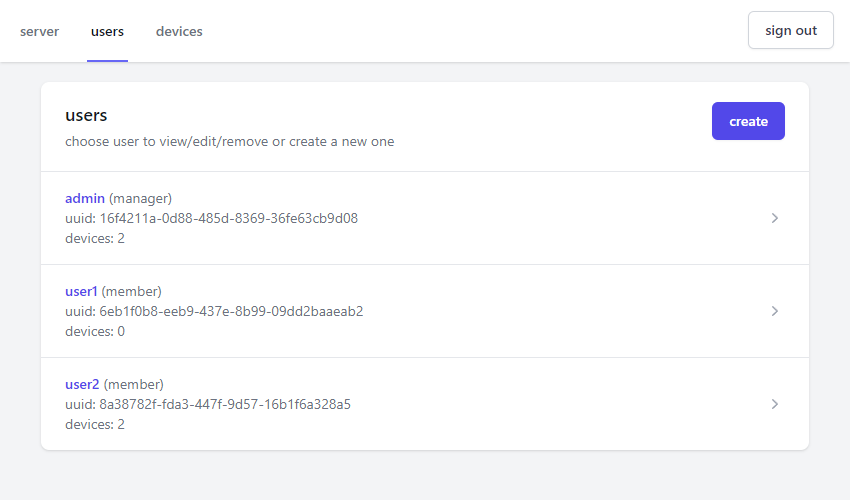 server users devices sign out
users
create
choose user to view/edit/remove or create a new one
admin (manager)
uuid: 16f4211a-0d88-485d-8369-36fe63cb9d08
devices: 2
user1 (member)
uuid: 6eb1f0b8-eeb9-437e-8b99-09dd2baaeab2
devices: 0
user2 (member)
uuid: 8a38782f-fda3-447f-9d57-16b1f6a328a5
devices: 2